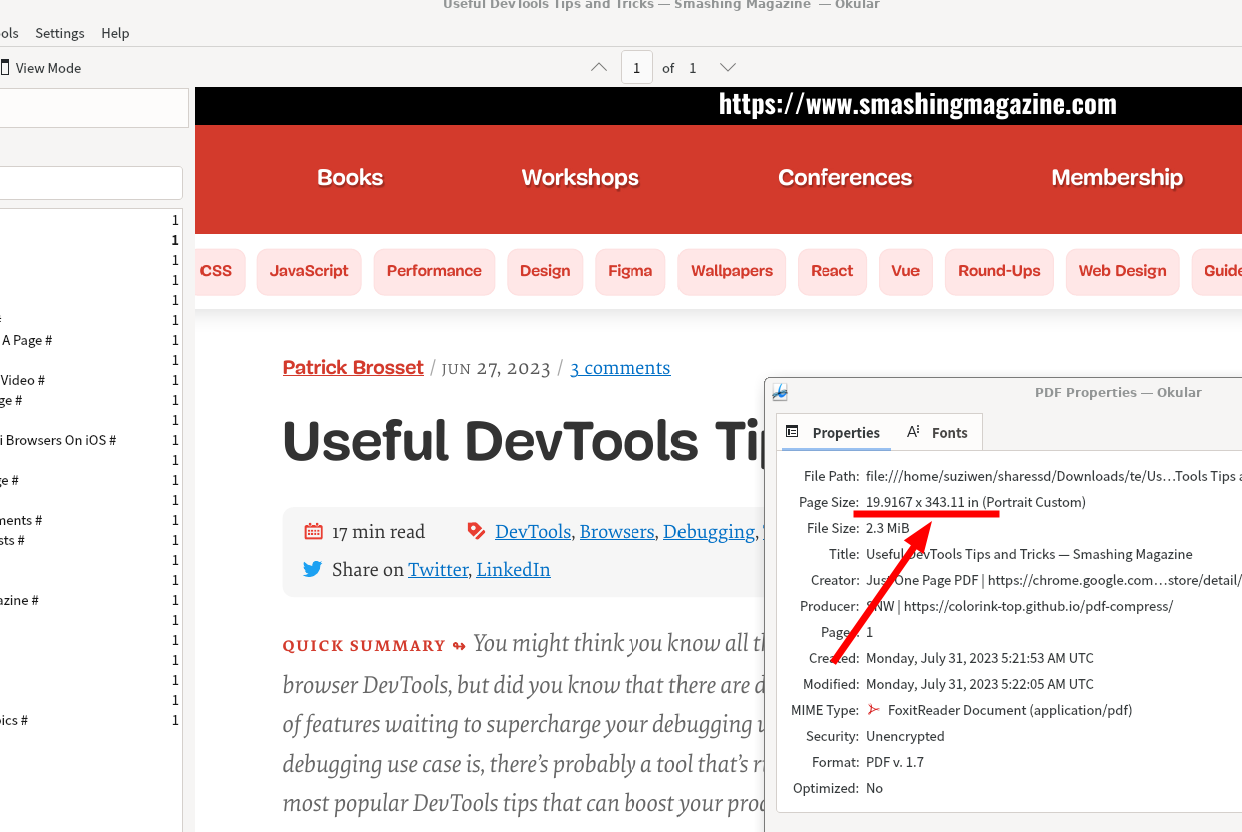 Useful DevTools Tips and Tricks — Smashing Magazine — Okular
ols Settings Help
View Mode
1 of 1
https://www.smashingmagazine.com
Books Workshops Conferences Membership
CSS JavaScript Performance Design Figma Wallpapers React Vue Round-Ups Web Design Guide
1
1
1
1
1
# 1
A Page # 1
1
Video # 1
ge # 1
1
i Browsers On iOS # 1
1
ge # 1
1
ments # 1
sts # 1
1
1
azine # 1
1
1
1
1
1
pics # 1
Patrick Brosset / JUN 27, 2023 / 3 comments
Useful DevTools Tip
17 min read DevTools, Browsers, Debugging,
Share on Twitter, LinkedIn
QUICK SUMMARY ↬ You might think you know all th
browser DevTools, but did you know that there are d
of features waiting to supercharge your debugging
debugging use case is, there’s probably a tool that’s ri
most popular DevTools tips that can boost your prod
PDF Properties — Okular
Properties Fonts
File Path: file:///home/suziwen/sharessd/Downloads/te/Us…Tools Tips a
Page Size: 19.9167 x 343.11 in (Portrait Custom)
File Size: 2.3 MiB
Title: Useful DevTools Tips and Tricks — Smashing Magazine
Creator: Just One Page PDF | https://chrome.google.com…store/detail/
Producer: SNW | https://colorink-top.github.io/pdf-compress/
Pages: 1
Created: Monday, July 31, 2023 5:21:53 AM UTC
Modified: Monday, July 31, 2023 5:22:05 AM UTC
MIME Type: FoxitReader Document (application/pdf)
Security: Unencrypted
Format: PDF v. 1.7
Optimized: No